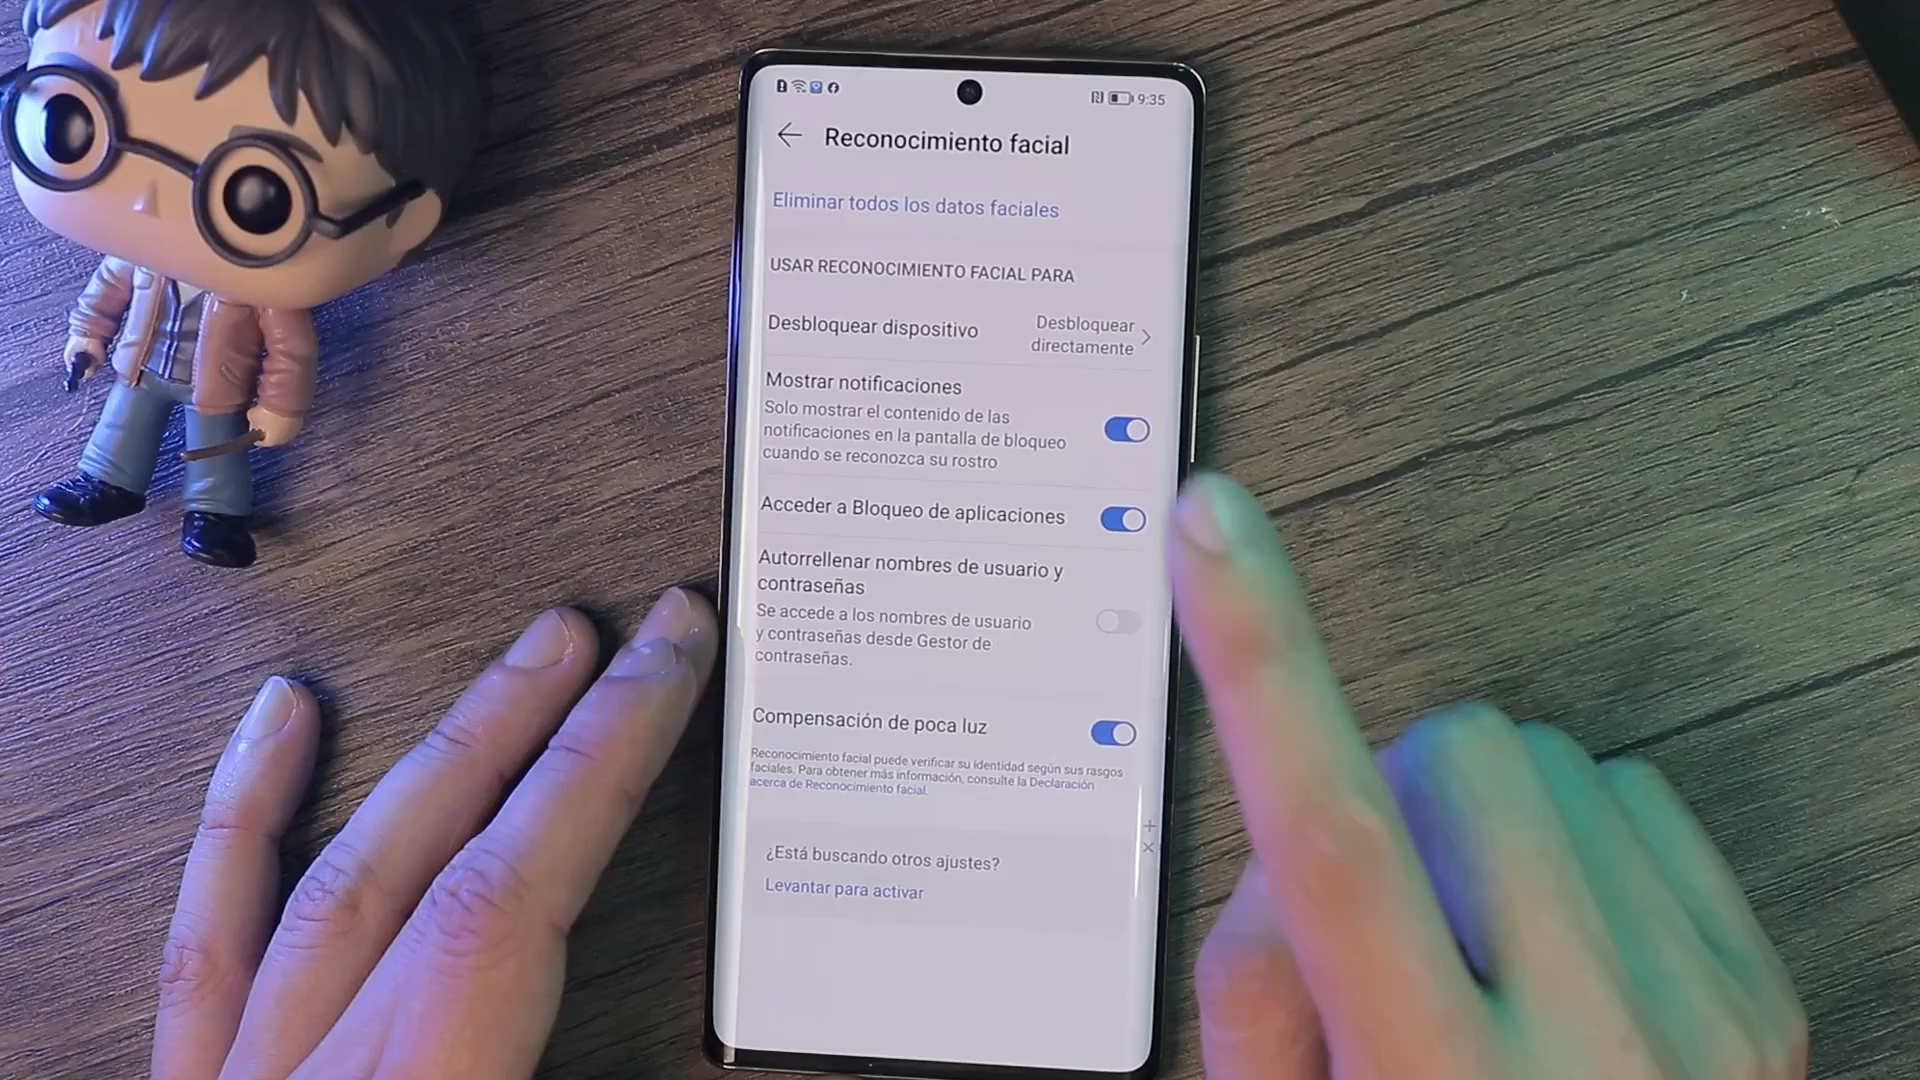 9:35
Reconocimiento facial
Eliminar todos los datos faciales
USAR RECONOCIMIENTO FACIAL PARA
Desbloquear dispositivo
Desbloquear
directamente
Mostrar notificaciones
Solo mostrar el contenido de las
notificaciones en la pantalla de bloqueo
cuando se reconozca su rostro
Acceder a Bloqueo de aplicaciones
Autorrellenar nombres de usuario y
contraseñas
Se accede a los nombres de usuario
y contraseñas desde Gestor de
contraseñas.
Compensación de poca luz
Reconocimiento facial puede verificar su identidad según sus rasgos
faciales. Para obtener más información, consulte la Declaración
acerca de Reconocimiento facial.
¿Está buscando otros ajustes?
Levantar para activar